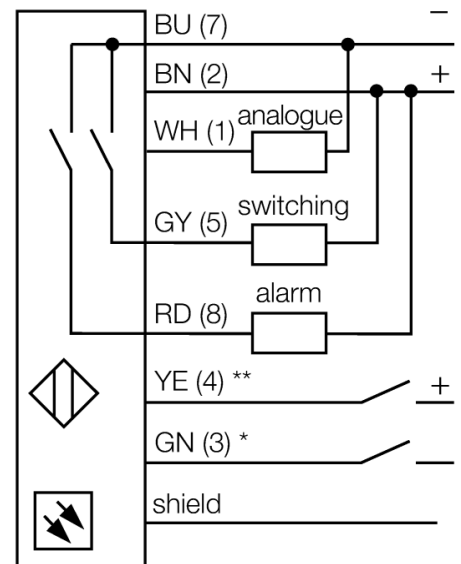 BU (7) −
BN (2) +
WH (1) analogue
GY (5) switching
RD (8) alarm
YE (4) ** +
GN (3) *
shield